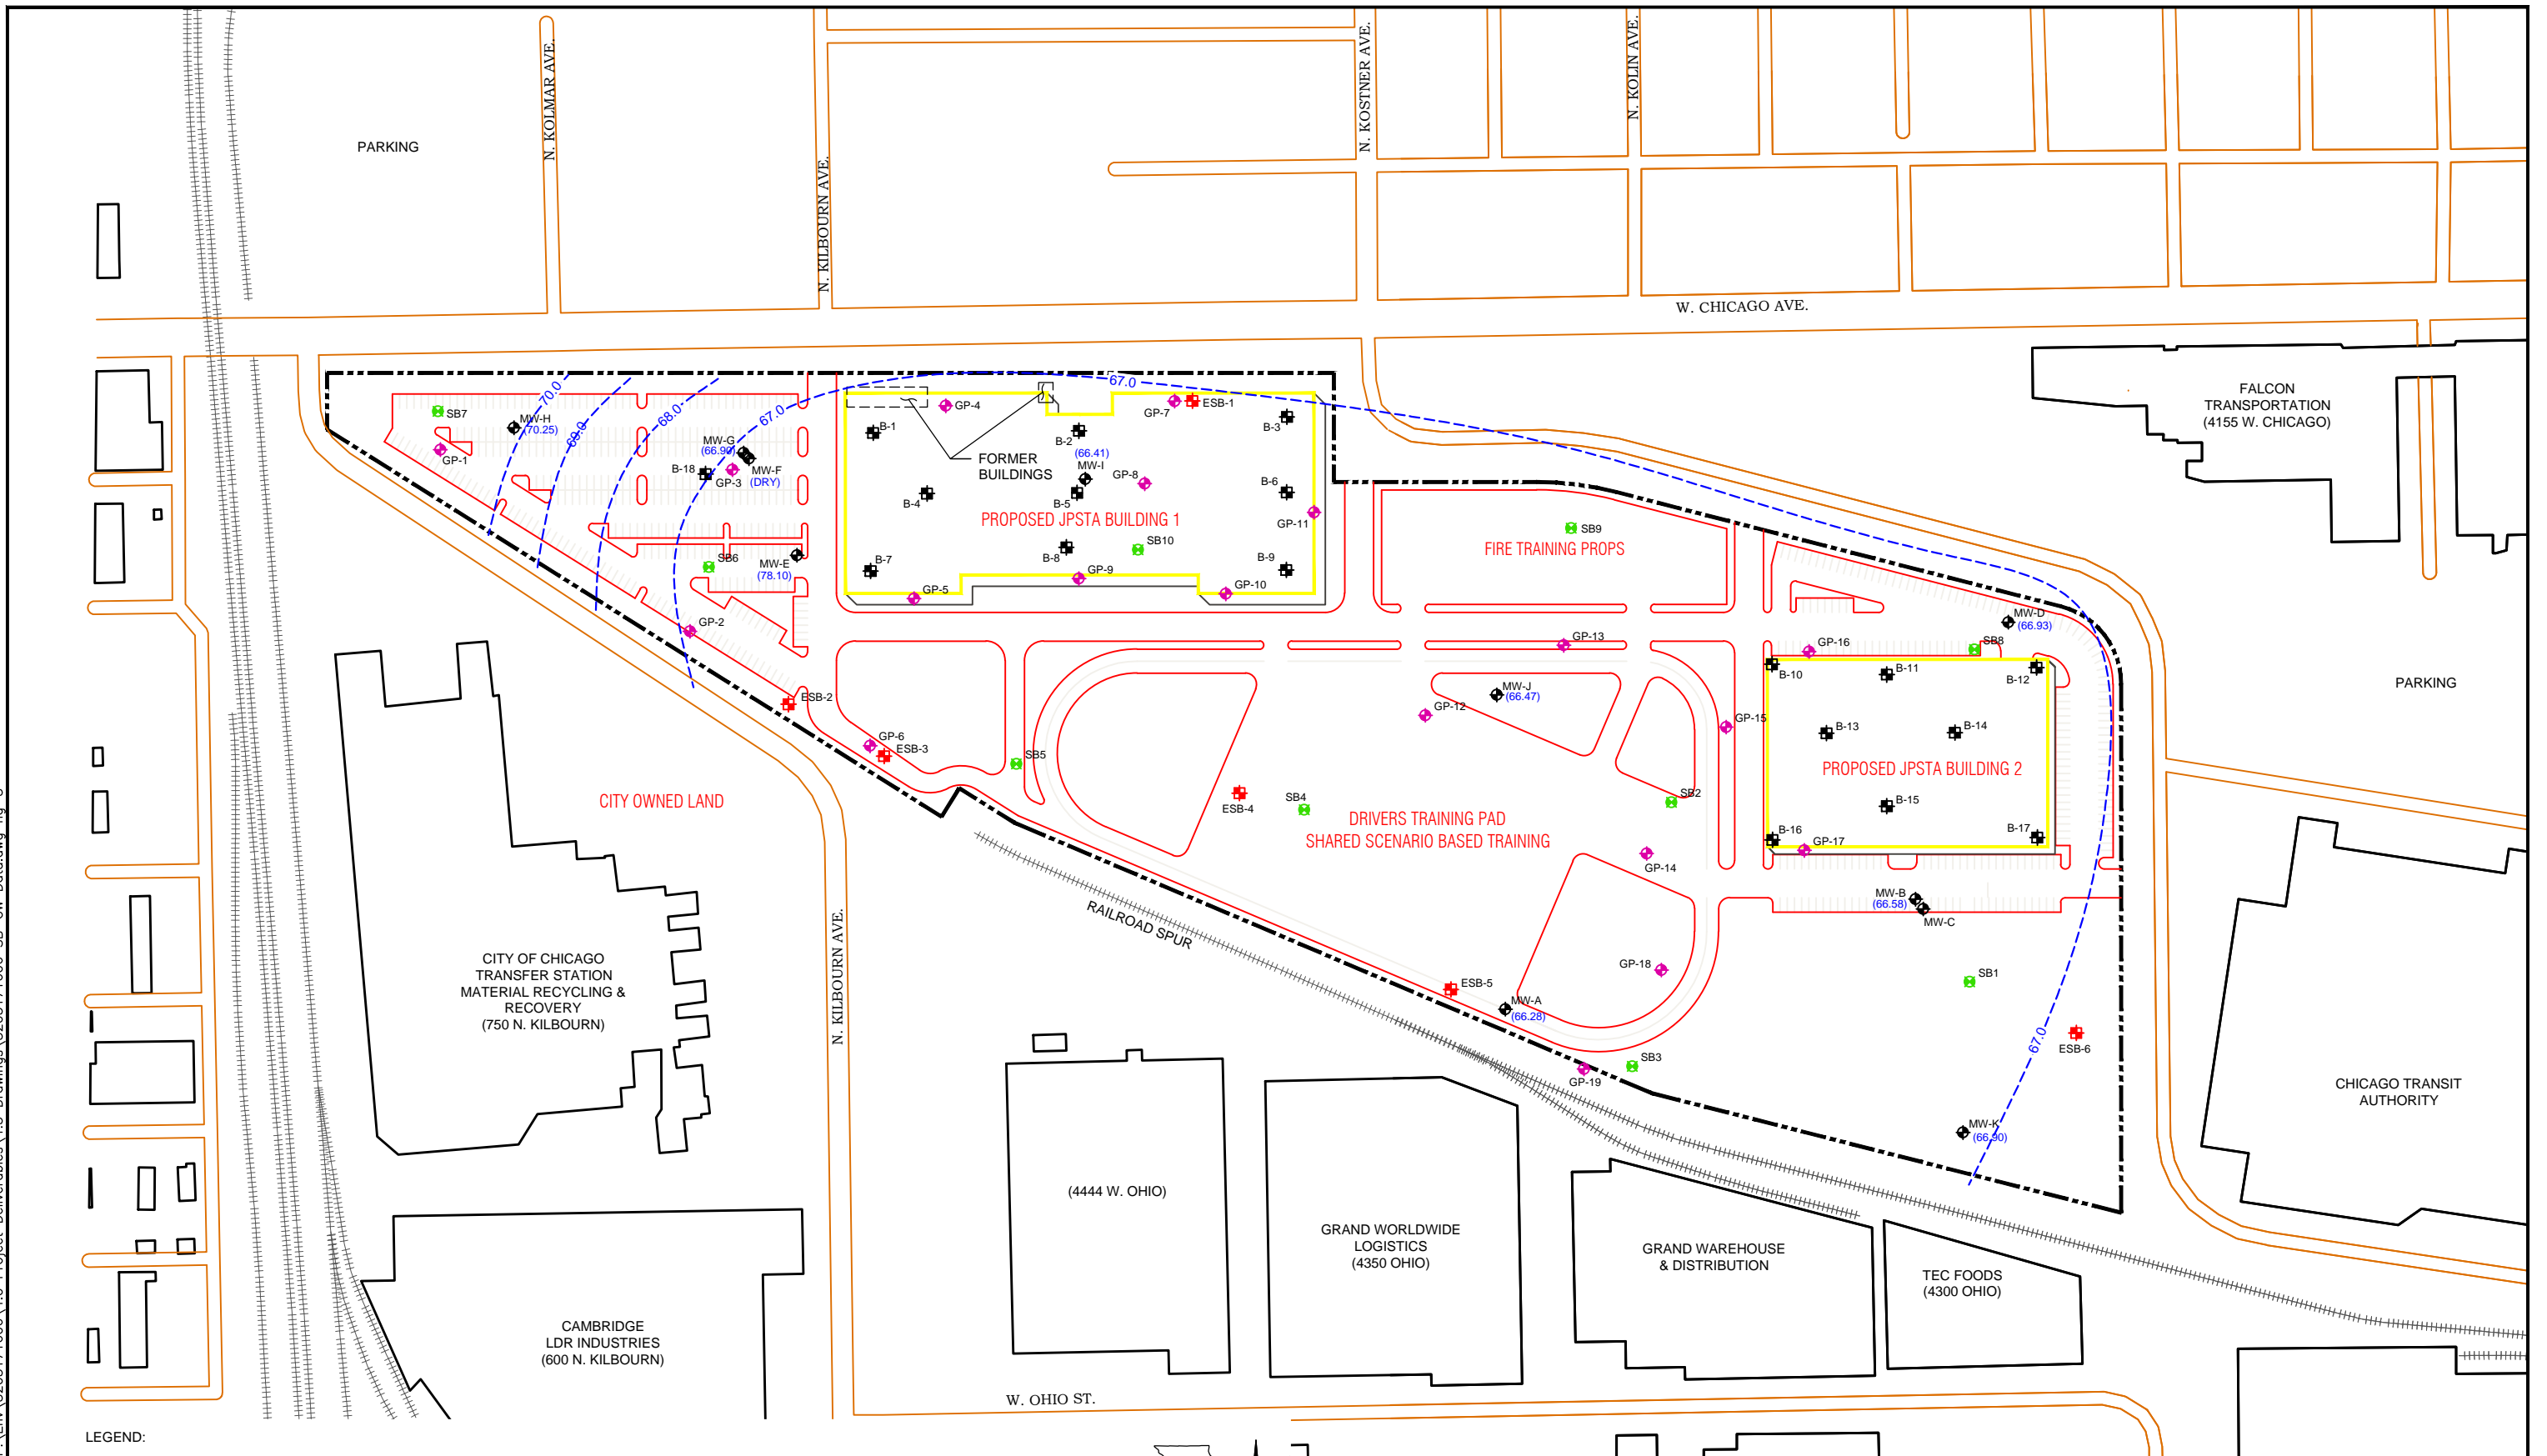 N. KOLMAR AVE.
N. KILBOURN AVE.
N. KOSTNER AVE.
N. KOLIN AVE.
PARKING
W. CHICAGO AVE.
FALCON
TRANSPORTATION
(4155 W. CHICAGO)
70.0
69.0
68.0
67.0
67.0
SB7
MW-H
(70.25)
GP-1
MW-G
(66.90)
MW-F
(DRY)
B-18
GP-3
GP-4
GP-7
ESB-1
B-1
B-2
B-3
(66.41)
MW-I
GP-8
FORMER
BUILDINGS
B-4
B-5
B-6
GP-11
PROPOSED JPSTA BUILDING 1
SB9
FIRE TRAINING PROPS
SB6
MW-E
(78.10)
B-7
B-8
SB10
B-9
GP-5
GP-9
GP-10
GP-2
MW-D
(66.93)
GP-13
GP-16
SB8
B-10
B-11
B-12
ESB-2
MW-J
(66.47)
GP-12
GP-15
B-13
B-14
PARKING
GP-6
ESB-3
SB5
PROPOSED JPSTA BUILDING 2
CITY OWNED LAND
ESB-4
SB4
SB2
B-15
DRIVERS TRAINING PAD
SHARED SCENARIO BASED TRAINING
B-16
GP-17
B-17
GP-14
MW-B
(66.58)
MW-C
RAILROAD SPUR
N. KILBOURN AVE.
CITY OF CHICAGO
TRANSFER STATION
MATERIAL RECYCLING &
RECOVERY
(750 N. KILBOURN)
GP-18
SB1
ESB-5
MW-A
(66.28)
67.0
ESB-6
SB3
GP-19
CHICAGO TRANSIT
AUTHORITY
MW-K
(66.90)
(4444 W. OHIO)
GRAND WORLDWIDE
LOGISTICS
(4350 OHIO)
GRAND WAREHOUSE
& DISTRIBUTION
TEC FOODS
(4300 OHIO)
CAMBRIDGE
LDR INDUSTRIES
(600 N. KILBOURN)
W. OHIO ST.
LEGEND: